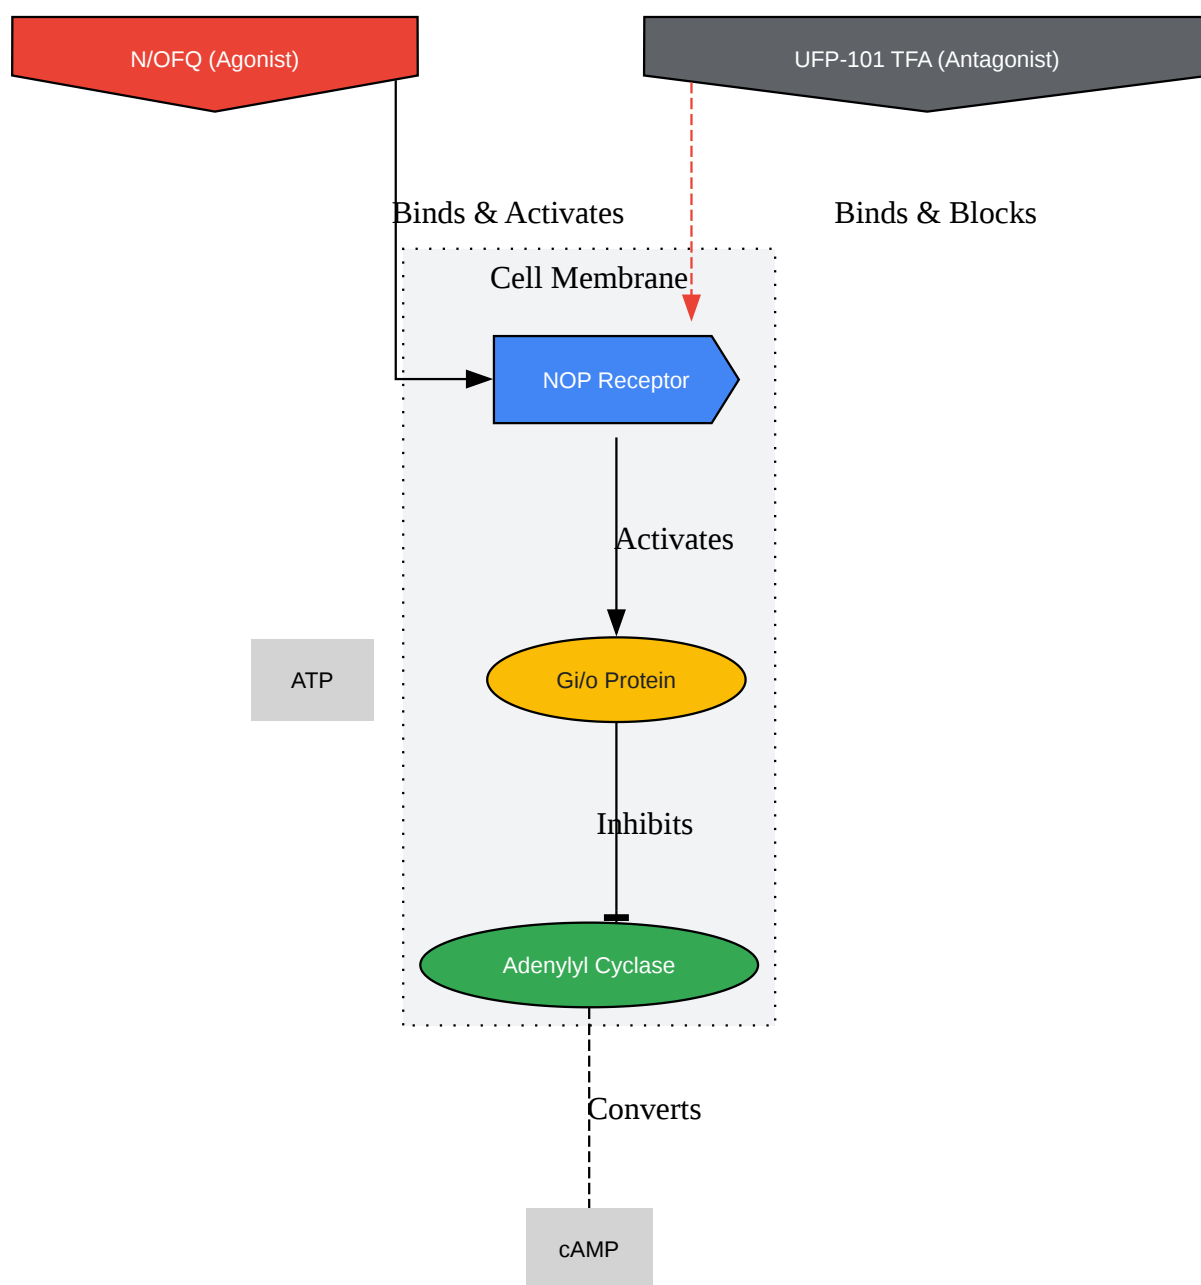 N/OFQ (Agonist)
UFP-101 TFA (Antagonist)
Binds & Activates
Binds & Blocks
Cell Membrane
NOP Receptor
Activates
ATP
Gi/o Protein
Inhibits
Adenylyl Cyclase
Converts
cAMP